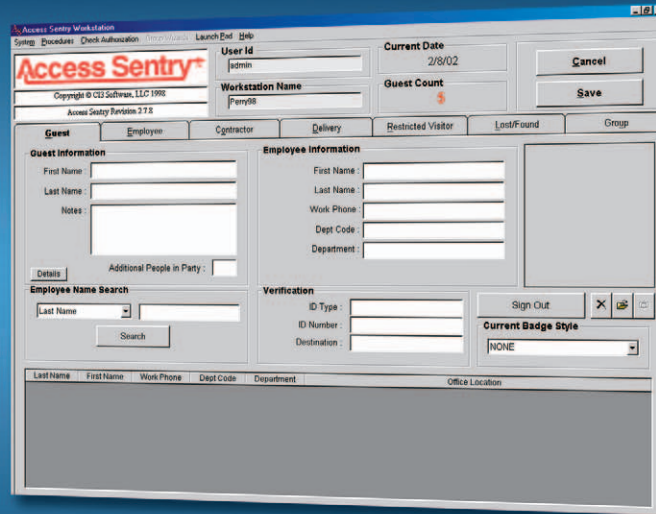 Access Sentry Workstation
System Procedures Check Authorization Launch Pad Help
Access Sentry+
Copyright © CI3 Software, LLC 1998
Access Sentry Revision 2.7.8
User Id
admin
Workstation Name
Perry98
Current Date
2/8/02
Guest Count
Cancel
Save
Guest Employee Contractor Delivery Restricted Visitor Lost/Found Group
Guest Information
First Name :
Last Name :
Notes :
Details
Additional People in Party :
Employee Information
First Name :
Last Name :
Work Phone :
Dept Code :
Department :
Employee Name Search
Last Name
Search
Verification
ID Type :
ID Number :
Destination :
Sign Out
Current Badge Style
NONE
Last Name First Name Work Phone Dept Code Department Office Location